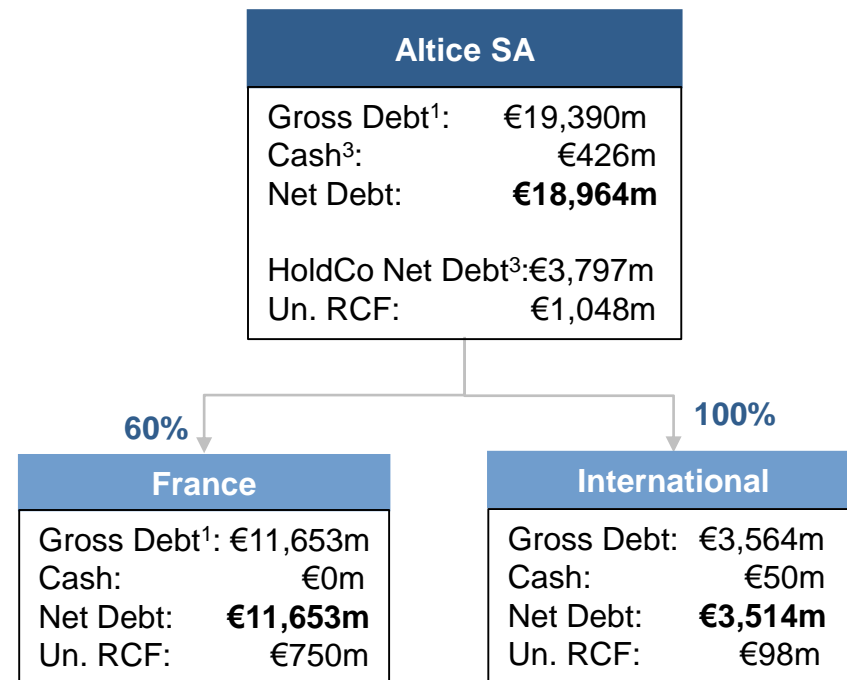 Altice SA
Gross Debt¹: €19,390m
Cash³: €426m
Net Debt: €18,964m
HoldCo Net Debt³:€3,797m
Un. RCF: €1,048m
60%
100%
France
Gross Debt¹: €11,653m
Cash: €0m
Net Debt: €11,653m
Un. RCF: €750m
International
Gross Debt: €3,564m
Cash: €50m
Net Debt: €3,514m
Un. RCF: €98m